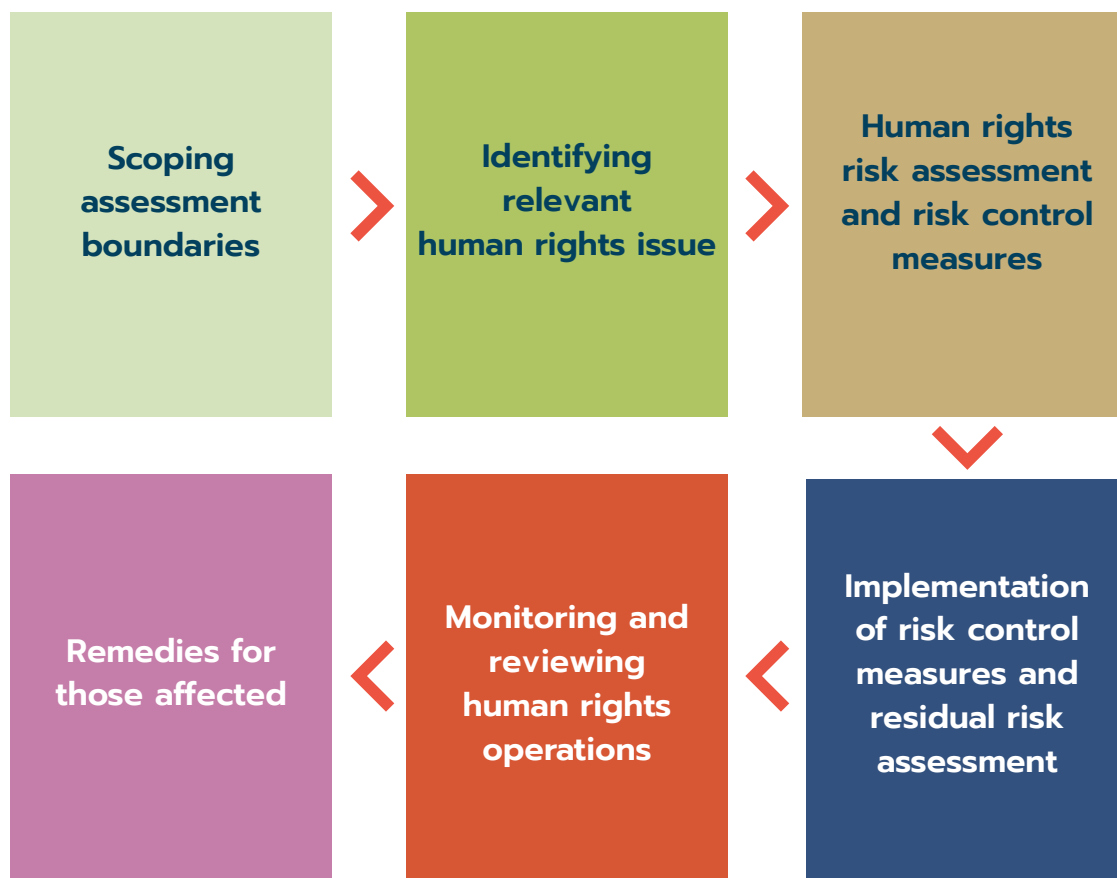 Scoping
assessment
boundaries
Identifying
relevant
human rights issue
Human rights
risk assessment
and risk control
measures
Implementation
of risk control
measures and
residual risk
assessment
Monitoring and
reviewing
human rights
operations
Remedies for
those affected